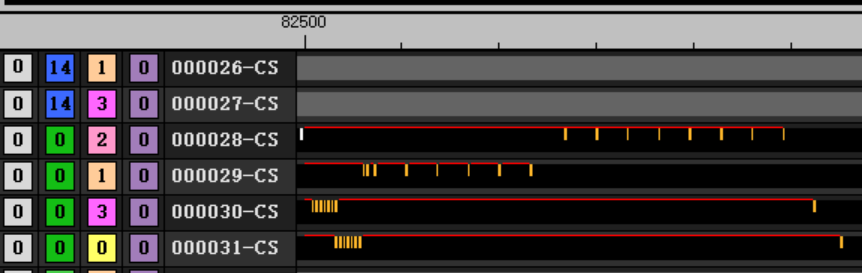 82500
0 14 1 0 000026-CS
0 14 3 0 000027-CS
0 0 2 0 000028-CS
0 0 1 0 000029-CS
0 0 3 0 000030-CS
0 0 0 0 000031-CS